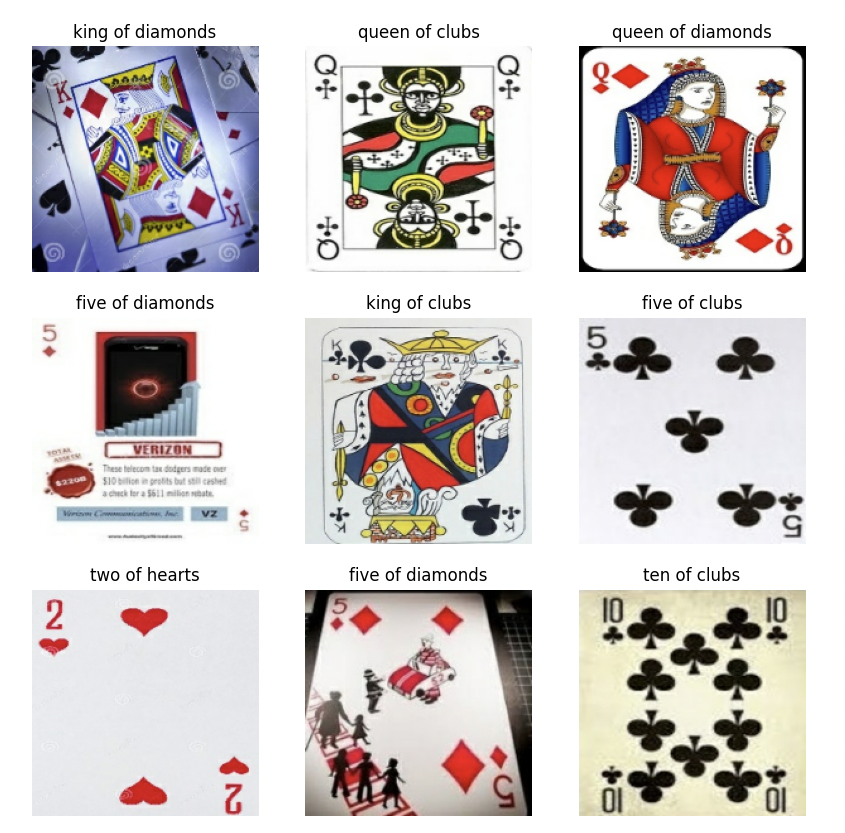 king of diamonds
queen of clubs
queen of diamonds
K
K
Q
Q
Q
Q
Q
Q
five of diamonds
king of clubs
five of clubs
5
TOTAL
ASSETS:
$220B
VERIZON
These telecom tax dodgers made over
$10 billion in profits but still cashed
a check for a $611 million rebate.
Verizon Communications, Inc.
VZ
5
K
K
K
K
5
5
two of hearts
five of diamonds
ten of clubs
2
2
5
5
10
10
10
10